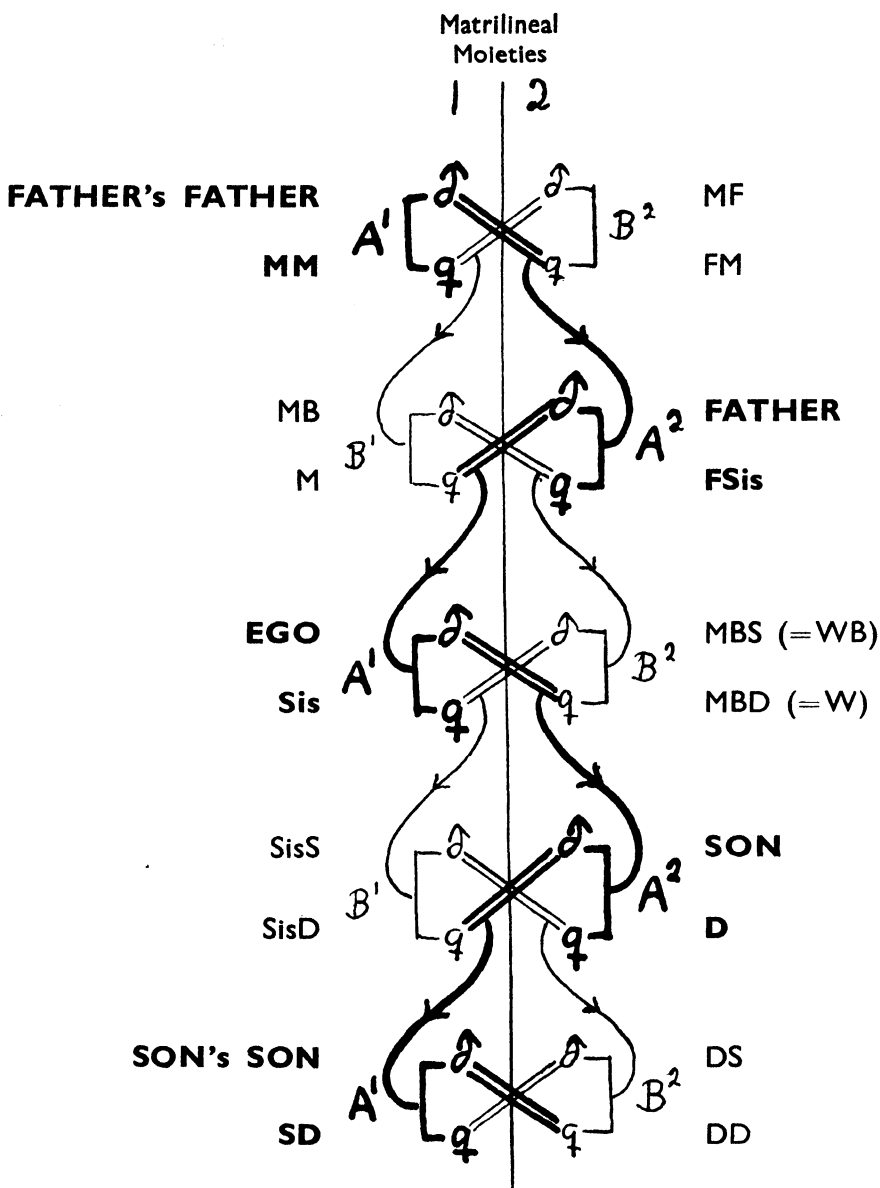 Matrilineal
Moieties
1 2
FATHER's FATHER A¹ ♂ ♂ B² MF
MM ♀ ♀ FM
MB B¹ ♂ ♂ A² FATHER
M ♀ ♀ FSis
EGO A¹ ♂ ♂ B² MBS (=WB)
Sis ♀ ♀ MBD (=W)
SisS B¹ ♂ ♂ A² SON
SisD ♀ ♀ D
SON's SON A¹ ♂ ♂ B² DS
SD ♀ ♀ DD